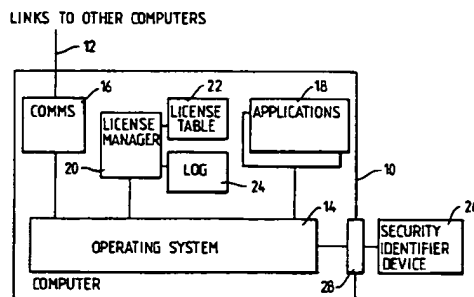 LINKS TO OTHER COMPUTERS
12
16
COMMS
22
LICENSE
TABLE
18
APPLICATIONS
LICENSE
MANAGER
20
LOG
24
10
14
OPERATING SYSTEM
26
SECURITY
IDENTIFIER
DEVICE
COMPUTER
28